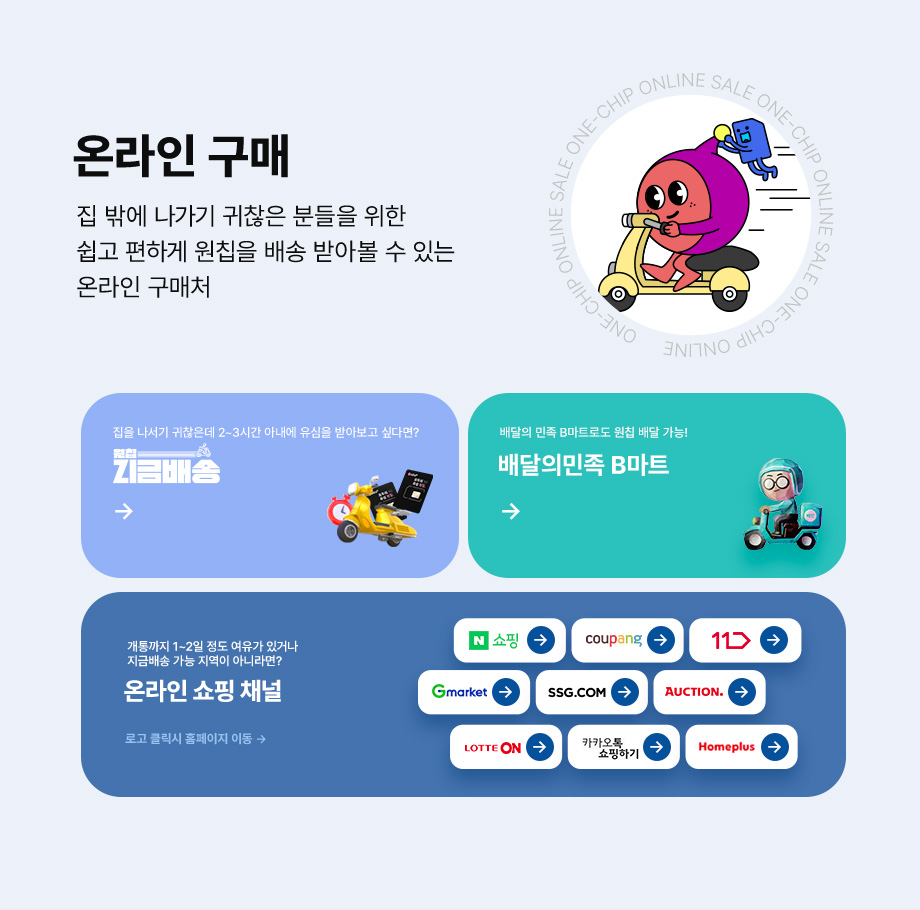 온라인 구매
집 밖에 나가기 귀찮은 분들을 위한
쉽고 편하게 원칩을 배송 받아볼 수 있는
온라인 구매처
ONE-CHIP ONLINE SALE ONE-CHIP ONLINE SALE ONE-CHIP ONLINE SALE ONE-CHIP ONLINE
집을 나서기 귀찮은데 2~3시간 아내에 유심을 받아보고 싶다면?
원칩
지금배송
배달의 민족 B마트로도 원칩 배달 가능!
배달의민족 B마트
개통까지 1~2일 정도 여유가 있거나
지금배송 가능 지역이 아니라면?
온라인 쇼핑 채널
로고 클릭시 홈페이지 이동 →
N 쇼핑
coupang
11
Gmarket
SSG.COM
AUCTION.
LOTTE ON
카카오톡
쇼핑하기
Homeplus